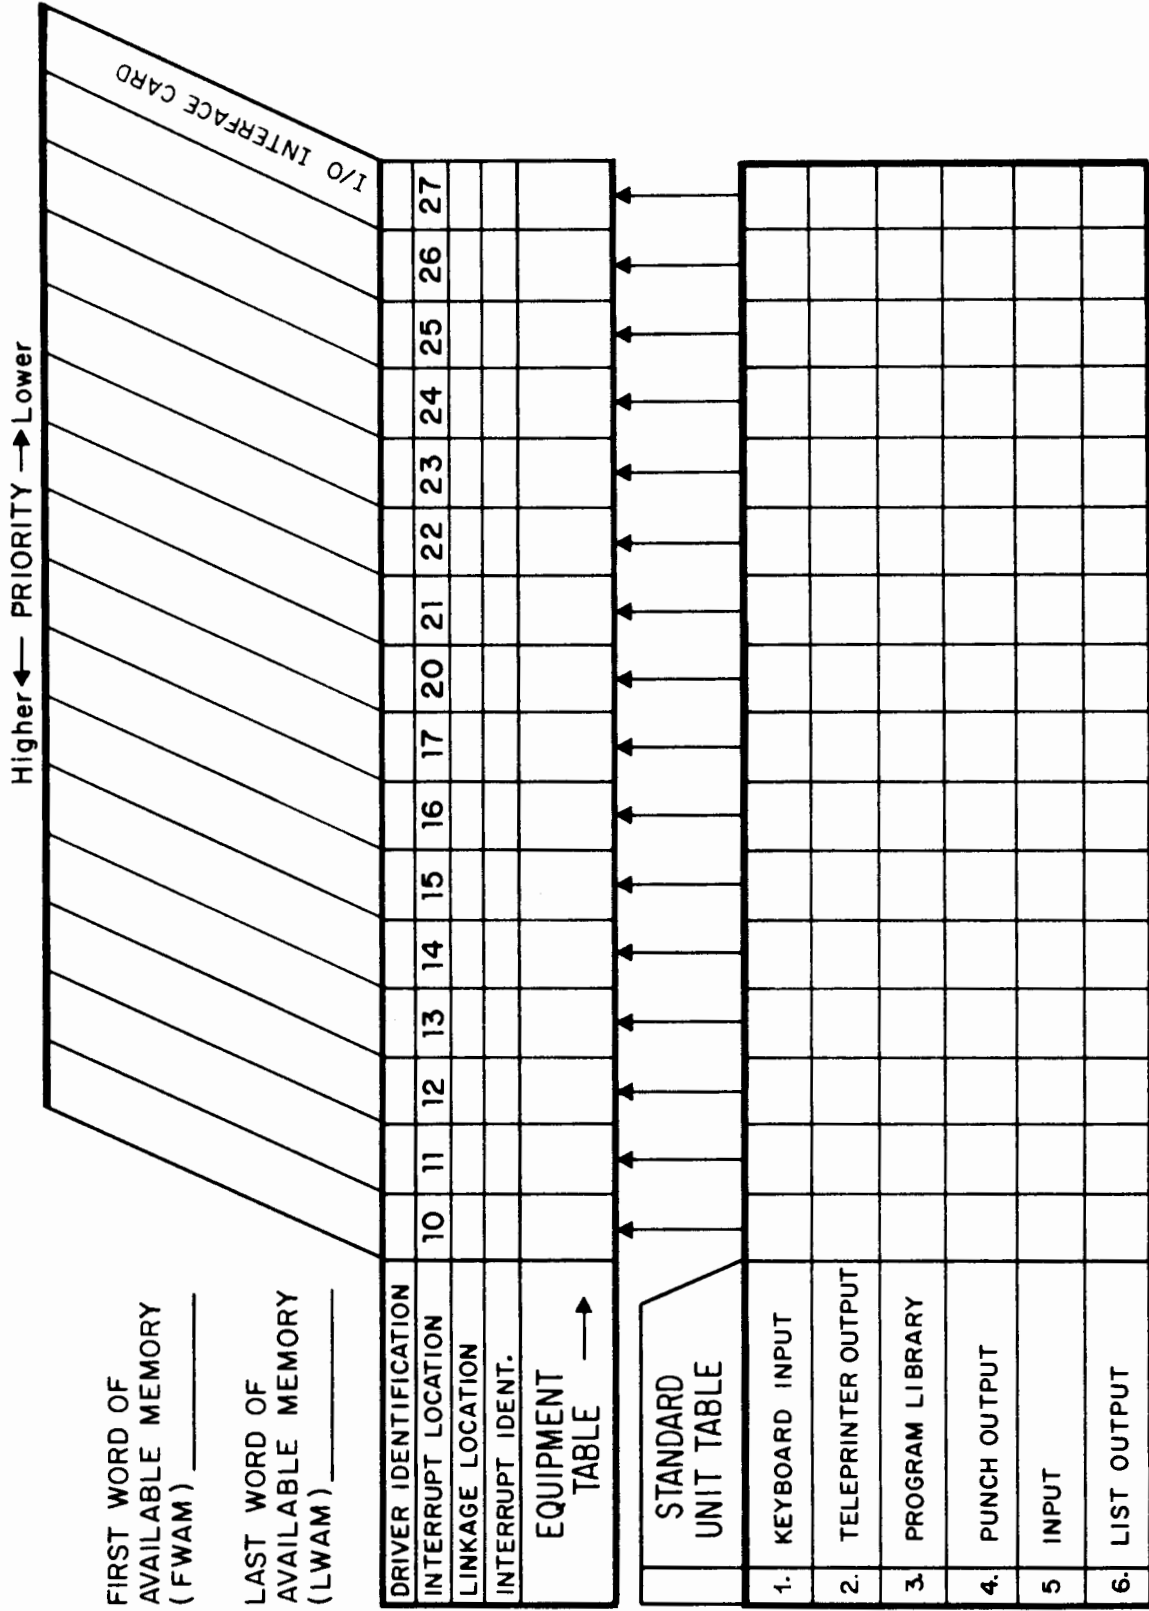 Higher ← PRIORITY → Lower
I/O INTERFACE CARD
FIRST WORD OF
AVAILABLE MEMORY
(FWAM) ______
LAST WORD OF
AVAILABLE MEMORY
(LWAM) ______
DRIVER IDENTIFICATION
INTERRUPT LOCATION 10 11 12 13 14 15 16 17 20 21 22 23 24 25 26 27
LINKAGE LOCATION
INTERRUPT IDENT.
EQUIPMENT
TABLE →
STANDARD
UNIT TABLE
1. KEYBOARD INPUT
2. TELEPRINTER OUTPUT
3. PROGRAM LIBRARY
4. PUNCH OUTPUT
5 INPUT
6. LIST OUTPUT